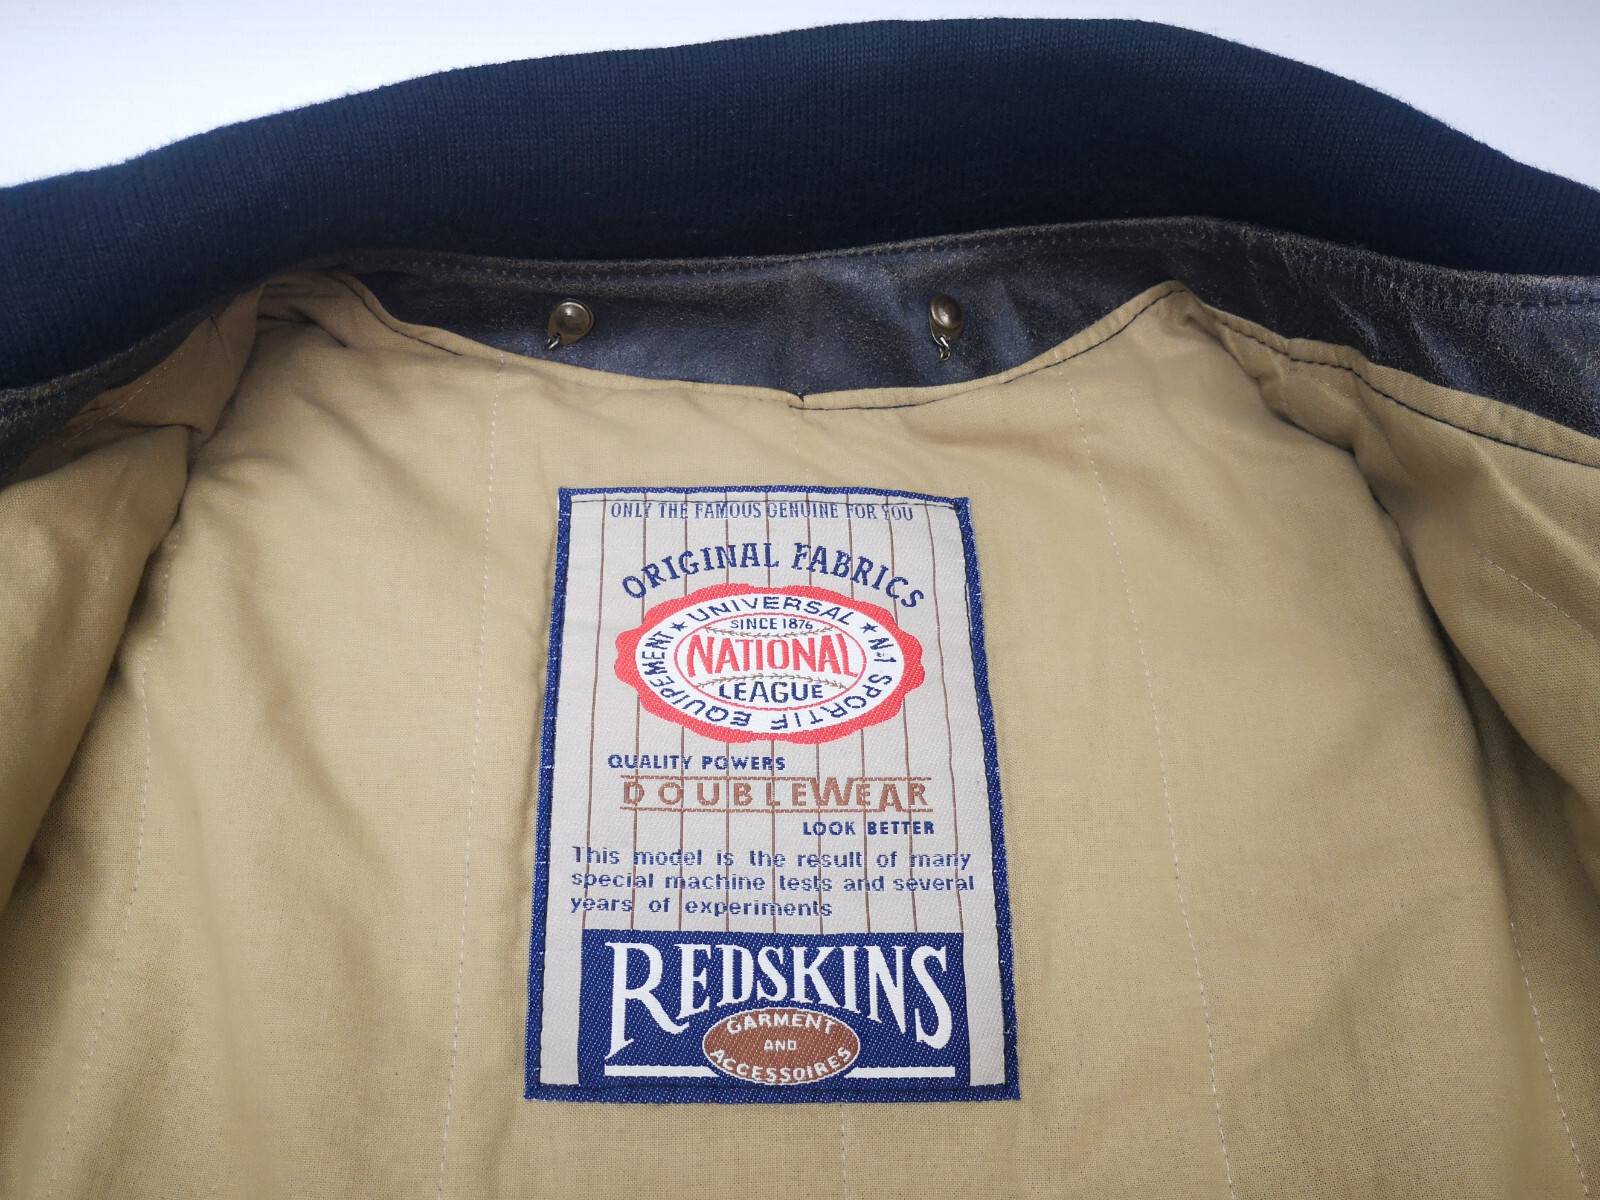 ONLY THE FAMOUS GENUINE FOR YOU
ORIGINAL FABRICS
★ UNIVERSAL ★ N-1 SPORTIF EQUIPEMENT
SINCE 1876
NATIONAL
LEAGUE
QUALITY POWERS
DOUBLEWEAR
LOOK BETTER
This model is the result of many
special machine tests and several
years of experiments
REDSKINS
GARMENT
AND
ACCESSOIRES